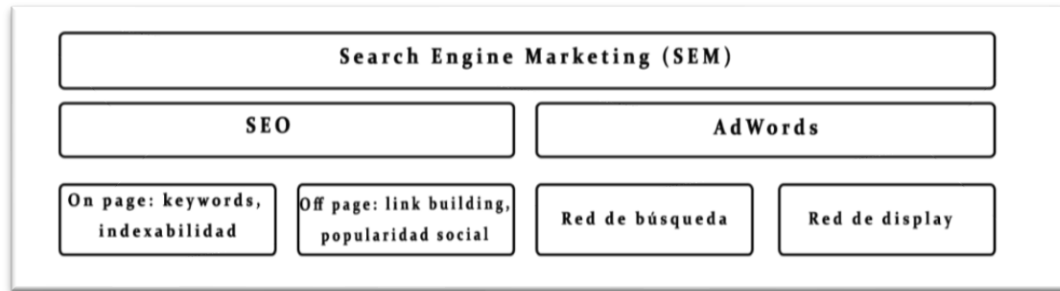 Search Engine Marketing (SEM)
SEO
AdWords
On page: keywords,
indexabilidad
Off page: link building,
popularidad social
Red de búsqueda
Red de display